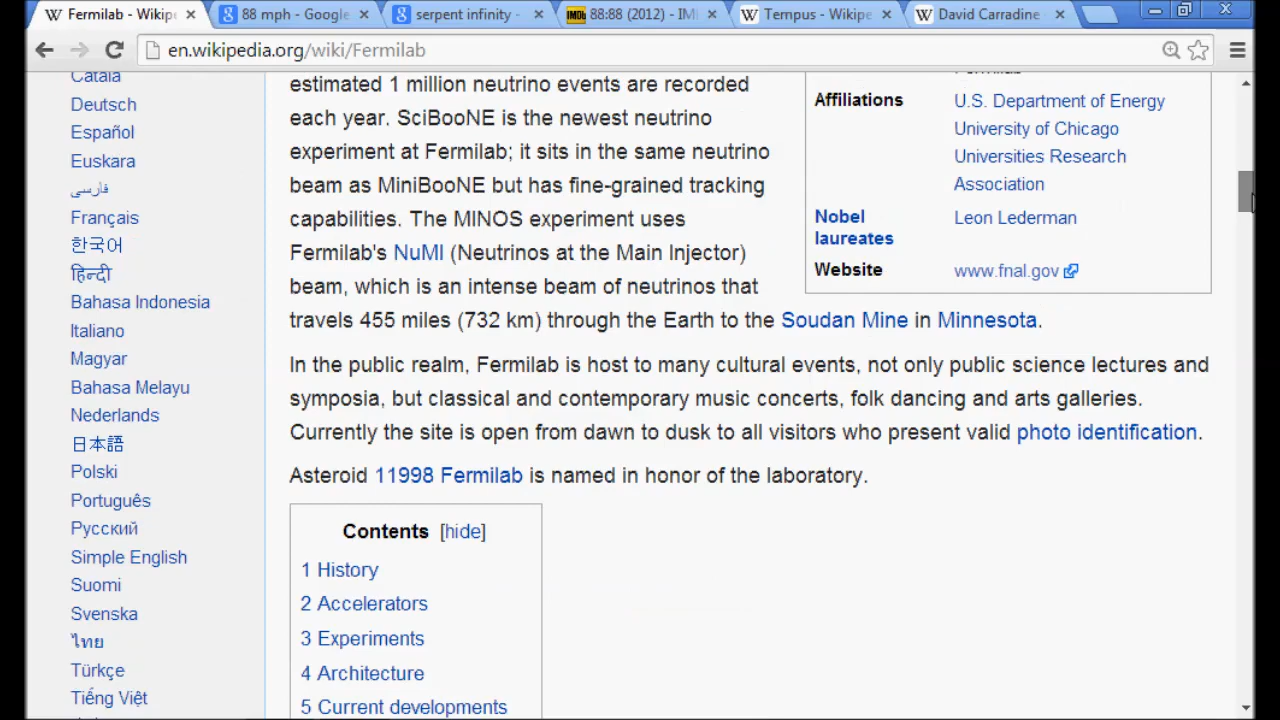 Fermilab - Wikipe
88 mph - Google
serpent infinity -
88:88 (2012) - IM
Tempus - Wikipe
David Carradine
en.wikipedia.org/wiki/Fermilab
Català
Deutsch
Español
Euskara
فارسی
Français
한국어
हिन्दी
Bahasa Indonesia
Italiano
Magyar
Bahasa Melayu
Nederlands
日本語
Polski
Português
Русский
Simple English
Suomi
Svenska
ไทย
Türkçe
Tiếng Việt
estimated 1 million neutrino events are recorded
each year. SciBooNE is the newest neutrino
experiment at Fermilab; it sits in the same neutrino
beam as MiniBooNE but has fine-grained tracking
capabilities. The MINOS experiment uses
Fermilab's NuMI (Neutrinos at the Main Injector)
beam, which is an intense beam of neutrinos that
travels 455 miles (732 km) through the Earth to the Soudan Mine in Minnesota.
In the public realm, Fermilab is host to many cultural events, not only public science lectures and
symposia, but classical and contemporary music concerts, folk dancing and arts galleries.
Currently the site is open from dawn to dusk to all visitors who present valid photo identification.
Asteroid 11998 Fermilab is named in honor of the laboratory.
Contents [hide]
1 History
2 Accelerators
3 Experiments
4 Architecture
5 Current developments
Affiliations
U.S. Department of Energy
University of Chicago
Universities Research
Association
Nobel
laureates
Leon Lederman
Website
www.fnal.gov